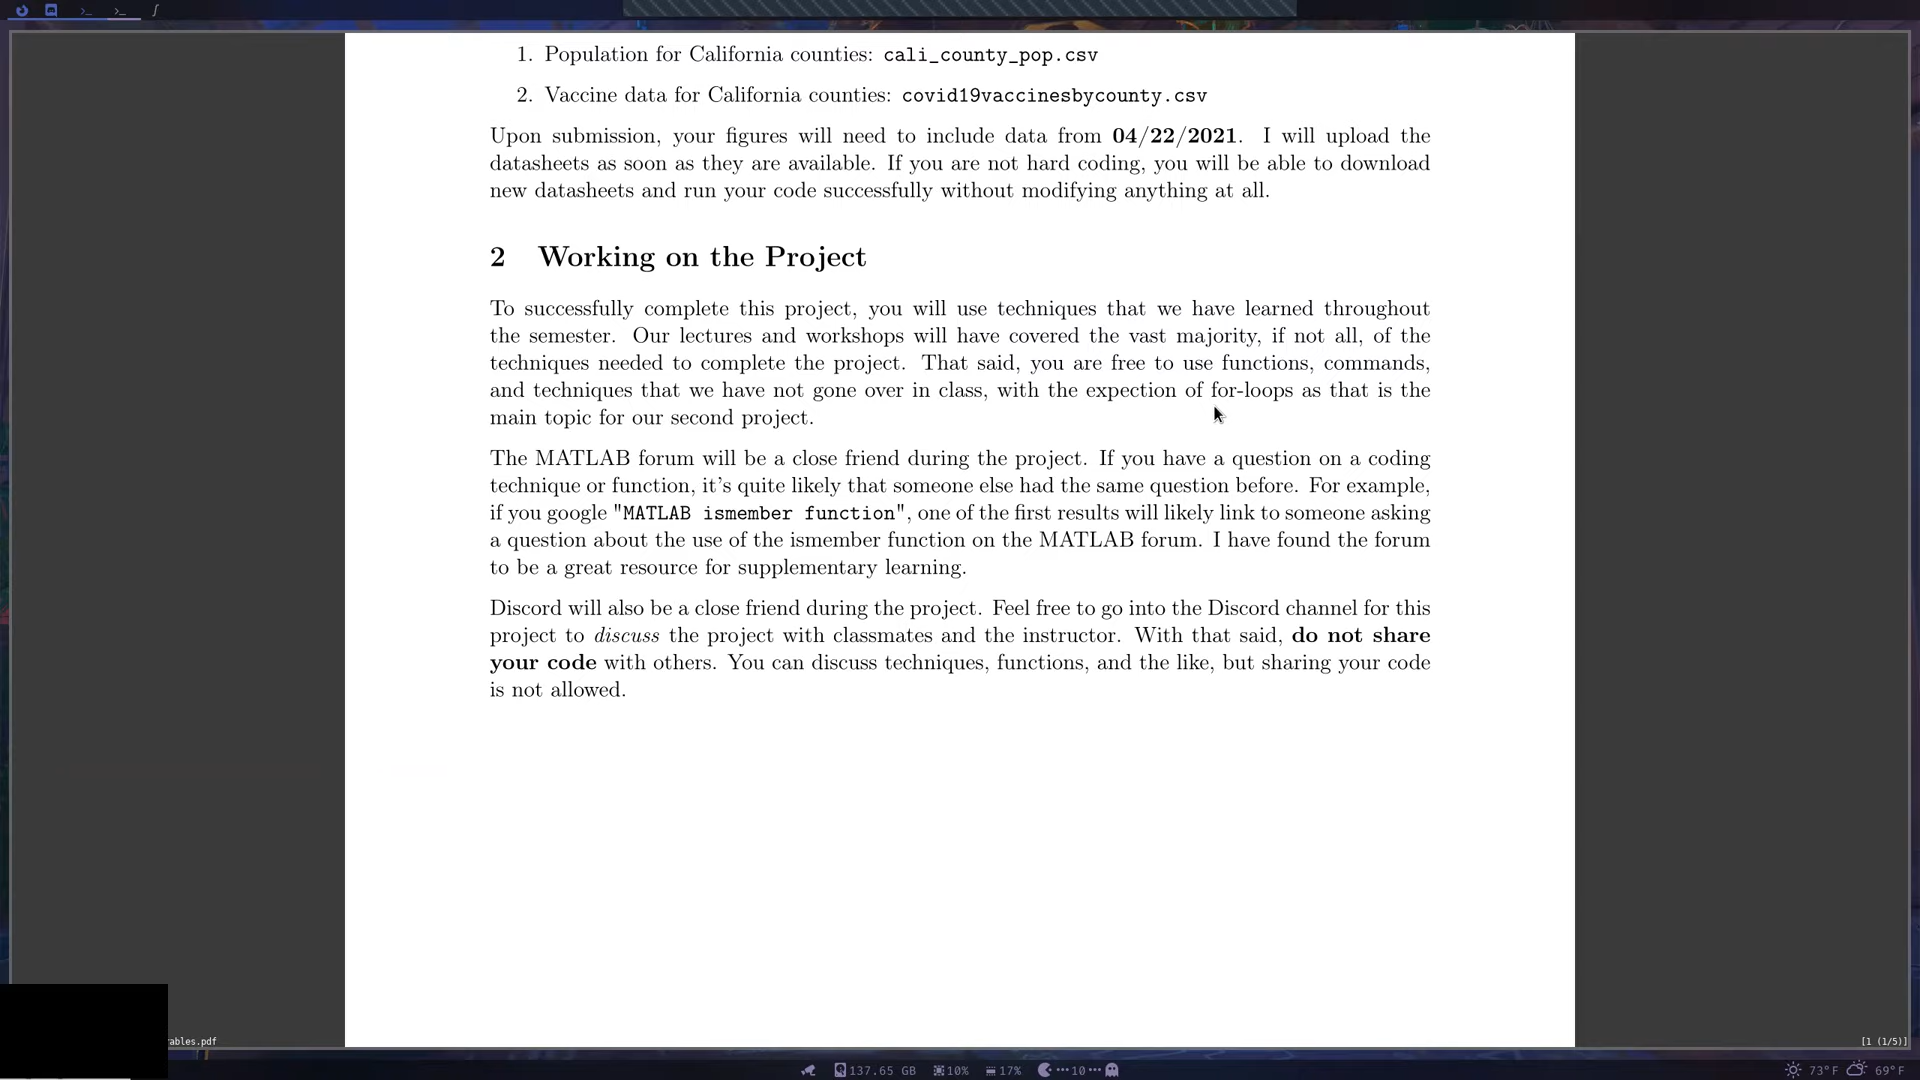 1. Population for California counties: cali_county_pop.csv
2. Vaccine data for California counties: covid19vaccinesbycounty.csv
Upon submission, your figures will need to include data from 04/22/2021. I will upload the
datasheets as soon as they are available. If you are not hard coding, you will be able to download
new datasheets and run your code successfully without modifying anything at all.
2 Working on the Project
To successfully complete this project, you will use techniques that we have learned throughout
the semester. Our lectures and workshops will have covered the vast majority, if not all, of the
techniques needed to complete the project. That said, you are free to use functions, commands,
and techniques that we have not gone over in class, with the expection of for-loops as that is the
main topic for our second project.
The MATLAB forum will be a close friend during the project. If you have a question on a coding
technique or function, it's quite likely that someone else had the same question before. For example,
if you google "MATLAB ismember function", one of the first results will likely link to someone asking
a question about the use of the ismember function on the MATLAB forum. I have found the forum
to be a great resource for supplementary learning.
Discord will also be a close friend during the project. Feel free to go into the Discord channel for this
project to discuss the project with classmates and the instructor. With that said, do not share
your code with others. You can discuss techniques, functions, and the like, but sharing your code
is not allowed.
rables.pdf [1 (1/5)]
137.65 GB 10% 17% 10 73°F 69°F